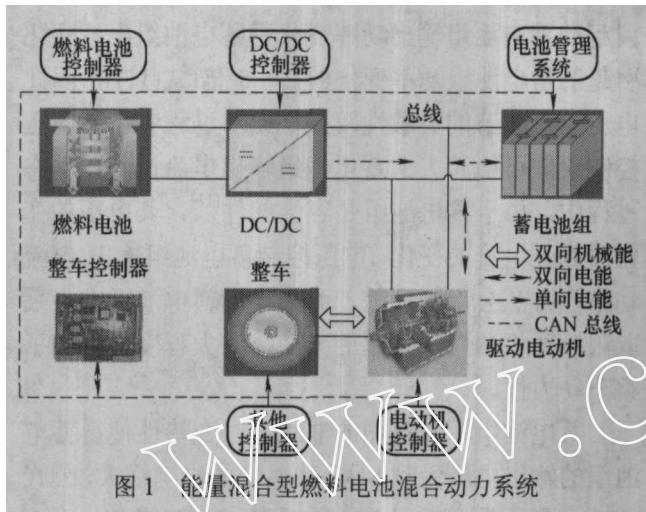 燃料电池
控制器
DC/DC
控制器
电池管理
系统
总线
燃料电池
DC/DC
蓄电池组
整车控制器
整车
双向机械能
双向电能
单向电能
CAN 总线
驱动电动机
其他
控制器
电动机
控制器
www.c
图 1 能量混合型燃料电池混合动力系统